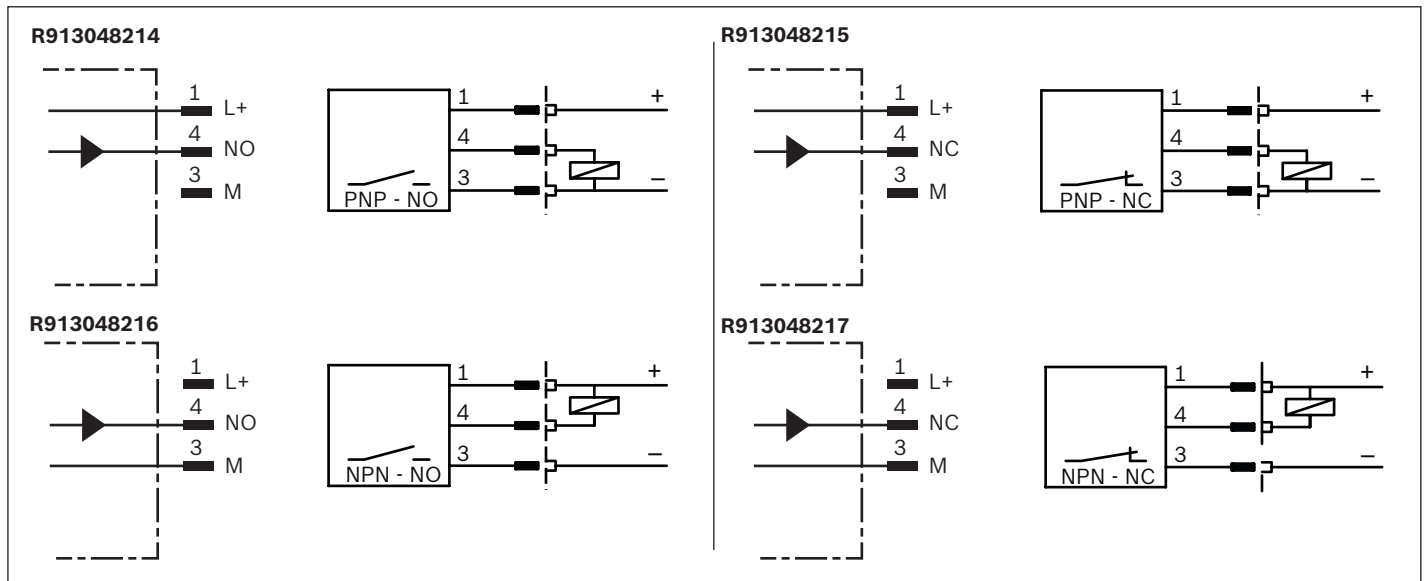 R913048214
1
L+
4
NO
3
M
1
+
4
3
−
PNP - NO
R913048215
1
L+
4
NC
3
M
1
+
4
3
−
PNP - NC
R913048216
1
L+
4
NO
3
M
1
+
4
3
−
NPN - NO
R913048217
1
L+
4
NC
3
M
1
+
4
3
−
NPN - NC